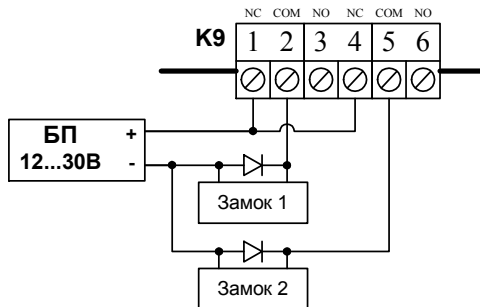 NC COM NO NC COM NO
K9 1 2 3 4 5 6
БП +
12...30В -
Замок 1
Замок 2